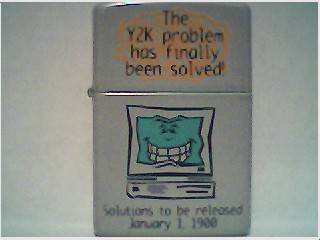 The
Y2K problem
has finally
been solved!
Solutions to be released
January 1, 1900